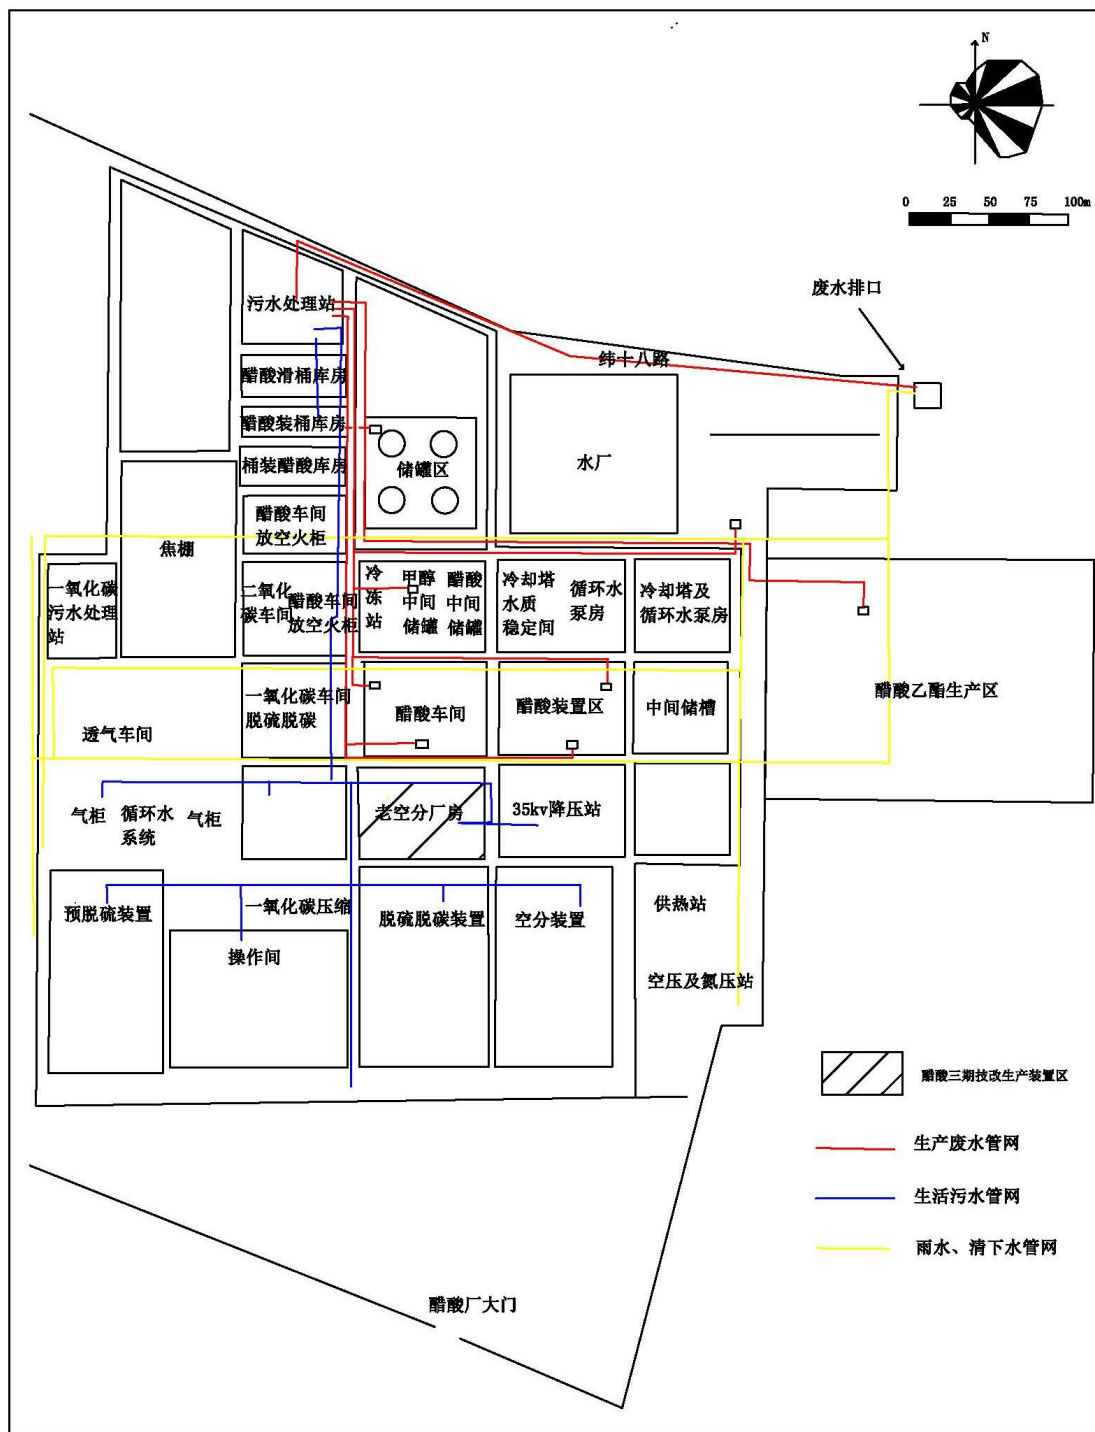 N
0 25 50 75 100m
废水排口
污水处理站
纬十八路
醋酸滑桶库房
醋酸装桶库房
桶装醋酸库房
储罐区
水厂
醋酸车间
放空火柜
焦棚
一氧化碳
污水处理
站
二氧化
碳车间
醋酸车间
放空火柜
冷
冻
站
甲醇
中间
储罐
醋酸
中间
储罐
冷却塔
水质
稳定间
循环水
泵房
冷却塔及
循环水泵房
一氧化碳车间
脱硫脱碳
醋酸车间
醋酸装置区
中间储槽
醋酸乙酯生产区
透气车间
气柜
循环水
系统
气柜
老空分厂房
35kv降压站
预脱硫装置
一氧化碳压缩
操作间
脱硫脱碳装置
空分装置
供热站
空压及氮压站
醋酸三期技改生产装置区
生产废水管网
生活污水管网
雨水、清下水管网
醋酸厂大门